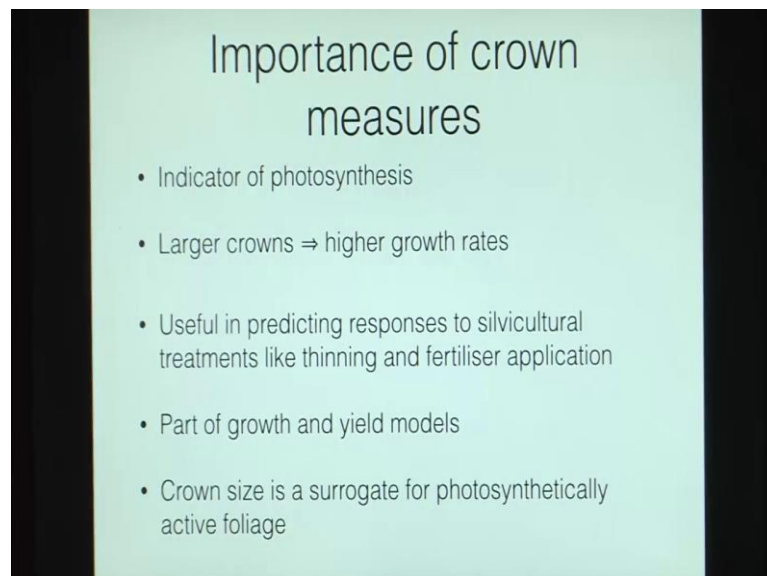 Importance of crown
measures
• Indicator of photosynthesis
• Larger crowns ⇒ higher growth rates
• Useful in predicting responses to silvicultural
treatments like thinning and fertiliser application
• Part of growth and yield models
• Crown size is a surrogate for photosynthetically
active foliage